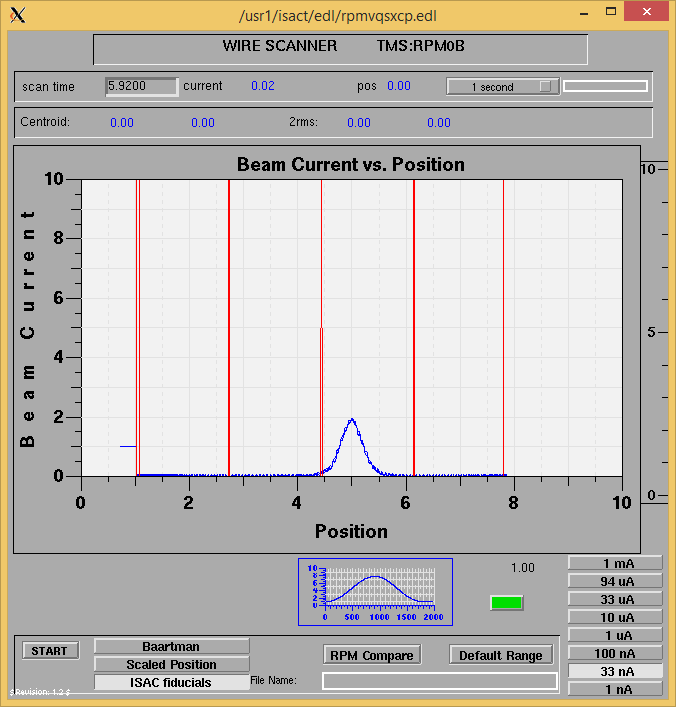 /usr1/isact/edl/rpmvqsxcp.edl
WIRE SCANNER TMS:RPM0B
scan time 5.9200 current 0.02 pos 0.00 1 second
Centroid: 0.00 0.00 2rms: 0.00 0.00
Beam Current vs. Position
Beam Current
10
8
6
4
2
0
0 2 4 6 8 10
Position
10
5
0
10
8
6
4
2
0
0 500 1000 1500 2000
1.00
1 mA
94 uA
33 uA
10 uA
1 uA
100 nA
33 nA
1 nA
START
Baartman
Scaled Position
ISAC fiducials
RPM Compare Default Range
File Name:
$Revision: 1.2 $